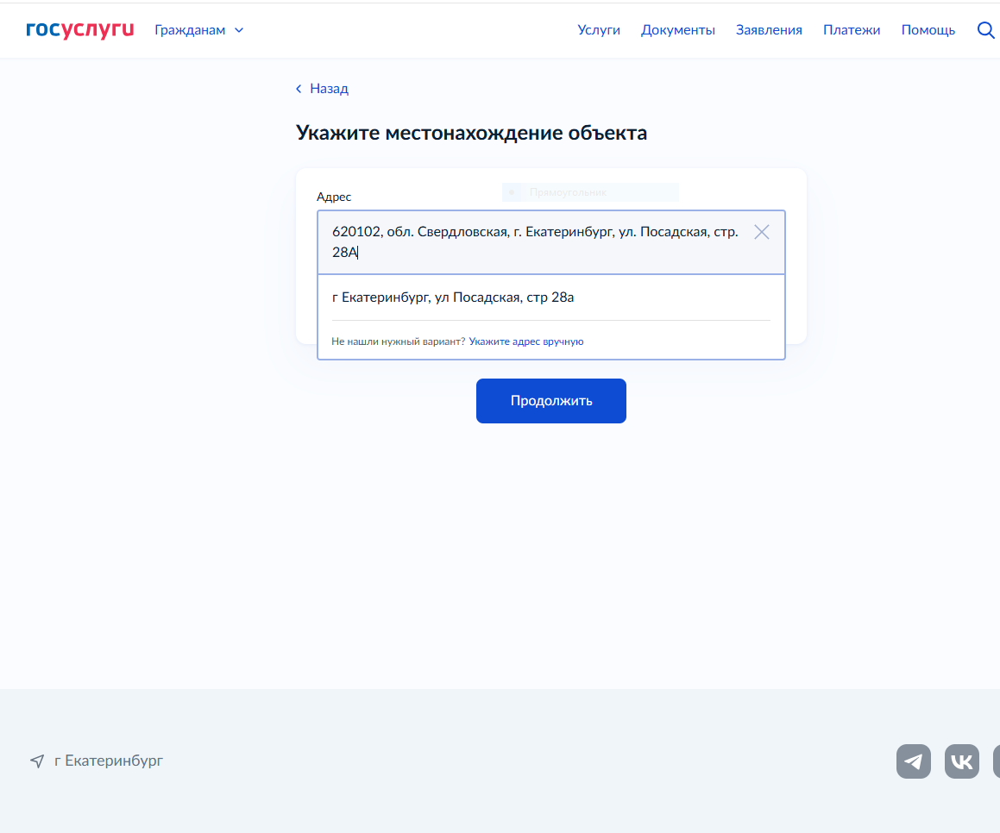 госуслуги Гражданам Услуги Документы Заявления Платежи Помощь
Назад
Укажите местонахождение объекта
Прямоугольник
Адрес
620102, обл. Свердловская, г. Екатеринбург, ул. Посадская, стр.
28А
г Екатеринбург, ул Посадская, стр 28а
Не нашли нужный вариант? Укажите адрес вручную
Продолжить
г Екатеринбург